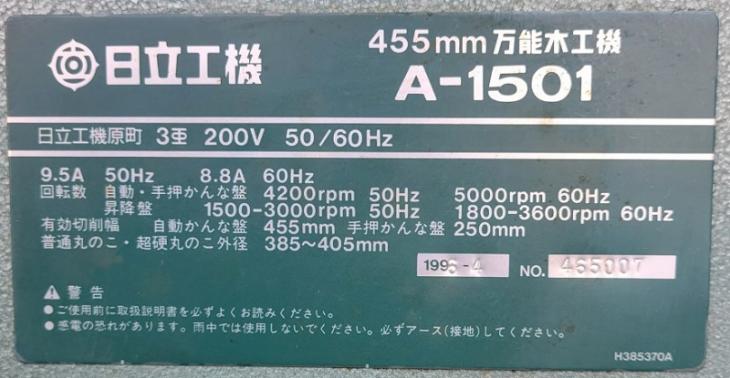 日立工機 455mm 万能木工機
A-1501
日立工機原町 3亜 200V 50/60Hz
9.5A 50Hz 8.8A 60Hz
回転数 自動・手押かんな盤 4200rpm 50Hz 5000rpm 60Hz
昇降盤 1500-3000rpm 50Hz 1800-3600rpm 60Hz
有効切削幅 自動かんな盤 455mm 手押かんな盤 250mm
普通丸のこ・超硬丸のこ外径 385～405mm
1996-4 NO. 465007
⚠ 警告
●ご使用前に取扱説明書を必ずよくお読みください。
●感電の恐れがあります。雨中では使用しないでください。必ずアース(接地)してください。
H385370A